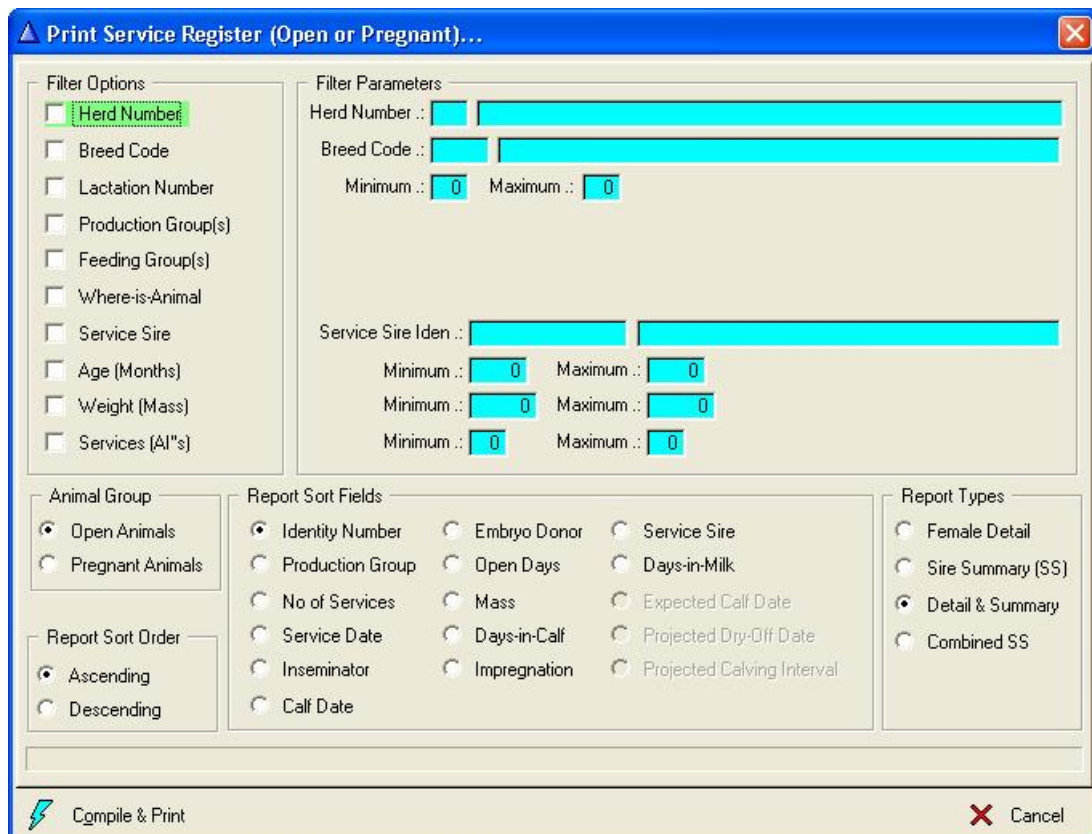 Print Service Register (Open or Pregnant)...
Filter Options
Herd Number
Breed Code
Lactation Number
Production Group(s)
Feeding Group(s)
Where-is-Animal
Service Sire
Age (Months)
Weight (Mass)
Services (AI"s)
Filter Parameters
Herd Number .:
Breed Code .:
Minimum .: 0 Maximum .: 0
Service Sire Iden .:
Minimum .: 0 Maximum .: 0
Minimum .: 0 Maximum .: 0
Minimum .: 0 Maximum .: 0
Animal Group
Open Animals
Pregnant Animals
Report Sort Order
Ascending
Descending
Report Sort Fields
Identity Number
Production Group
No of Services
Service Date
Inseminator
Calf Date
Embryo Donor
Open Days
Mass
Days-in-Calf
Impregnation
Service Sire
Days-in-Milk
Expected Calf Date
Projected Dry-Off Date
Projected Calving Interval
Report Types
Female Detail
Sire Summary (SS)
Detail & Summary
Combined SS
Compile & Print
Cancel